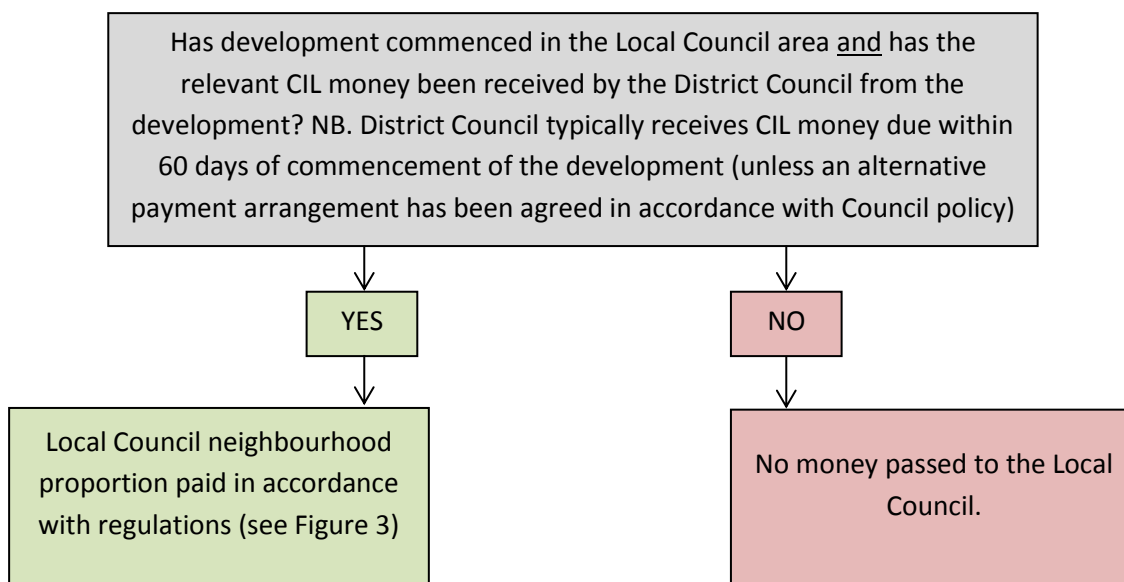 Has development commenced in the Local Council area and has the
relevant CIL money been received by the District Council from the
development? NB. District Council typically receives CIL money due within
60 days of commencement of the development (unless an alternative
payment arrangement has been agreed in accordance with Council policy)
YES
NO
Local Council neighbourhood
proportion paid in accordance
with regulations (see Figure 3)
No money passed to the Local
Council.